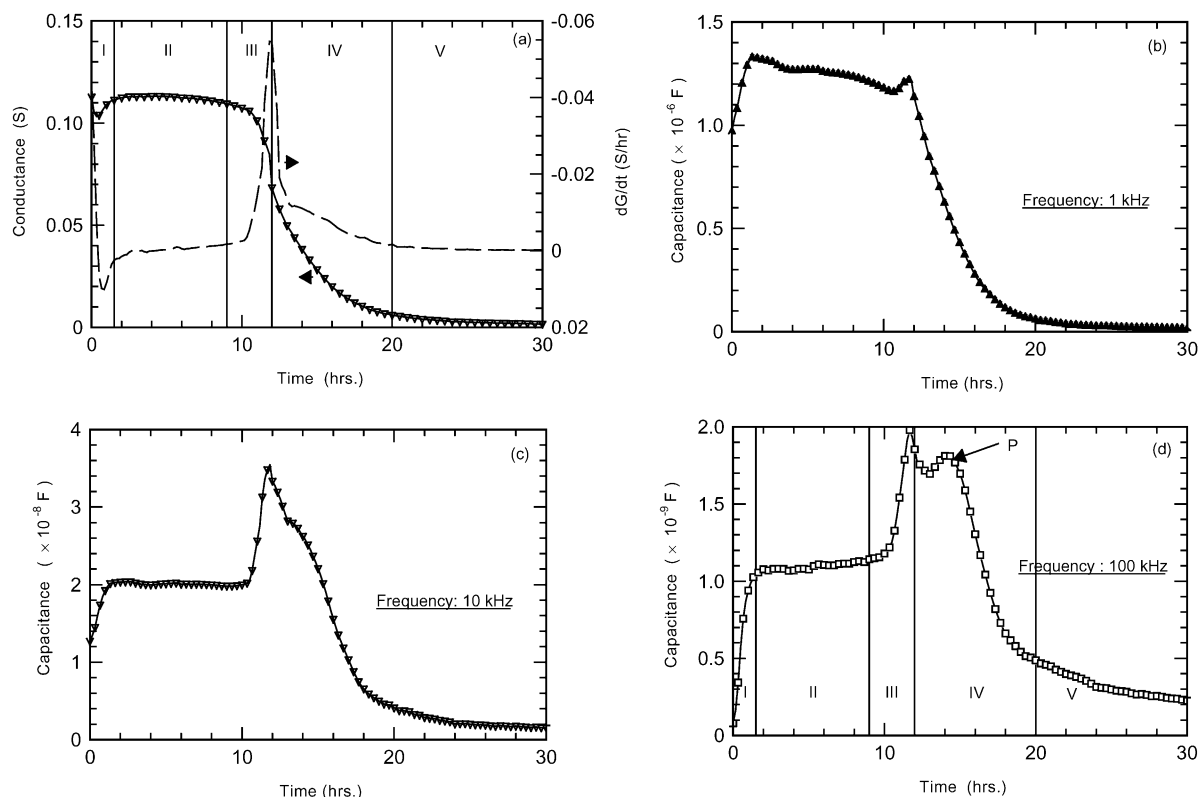 -0.06
0.15
I
II
III
IV
V
(a)
-0.04
0.10
Conductance (S)
-0.02
dG/dt (S/hr)
0.05
0
0
0.02
0
10
20
30
Time (hrs.)
1.5
(b)
1.0
Capacitance ( × 10⁻⁶ F )
Frequency: 1 kHz
0.5
0
0
10
20
30
Time (hrs.)
4
(c)
3
Capacitance ( × 10⁻⁸ F )
2
Frequency: 10 kHz
1
0
0
10
20
30
Time (hrs.)
2.0
P
(d)
1.5
Capacitance ( × 10⁻⁹ F )
1.0
Frequency : 100 kHz
0.5
I
II
III
IV
V
0
0
10
20
30
Time (hrs.)